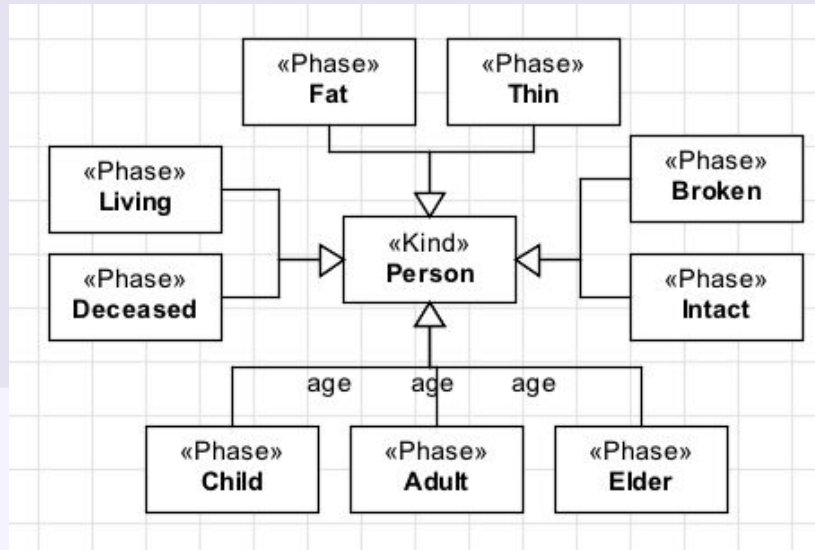 «Phase»
Fat
«Phase»
Thin
«Phase»
Living
«Phase»
Broken
«Kind»
Person
«Phase»
Deceased
«Phase»
Intact
age
age
age
«Phase»
Child
«Phase»
Adult
«Phase»
Elder